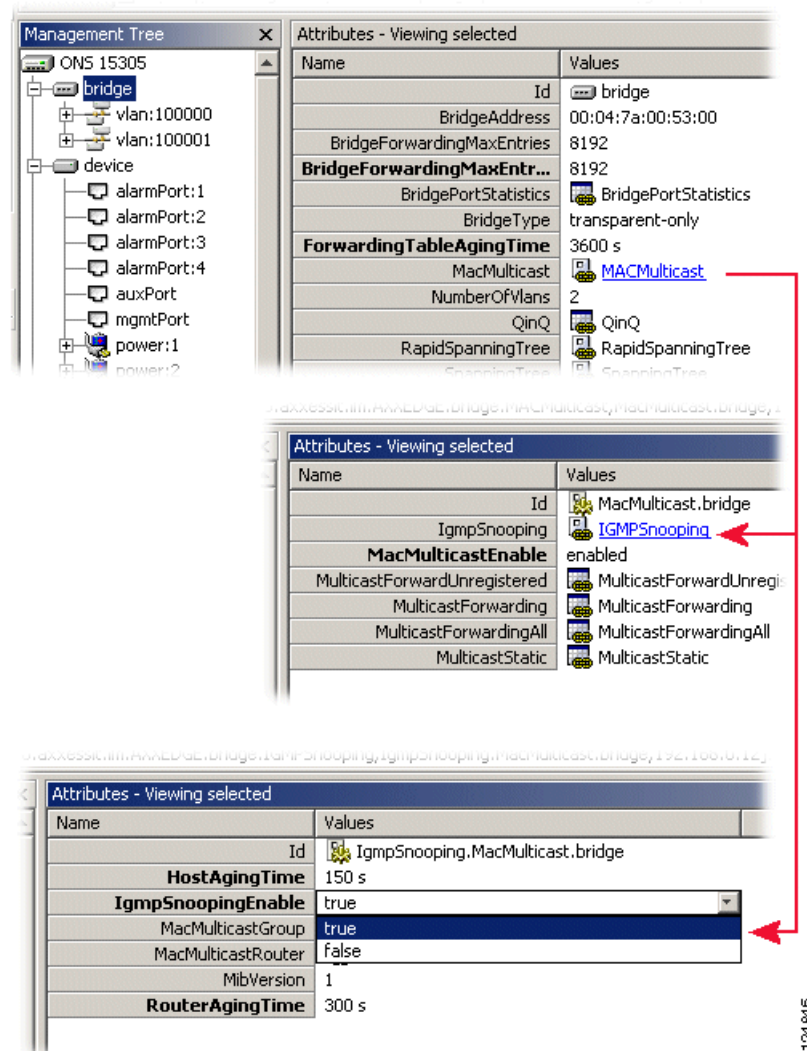 Management Tree X
ONS 15305
bridge
vlan:100000
vlan:100001
device
alarmPort:1
alarmPort:2
alarmPort:3
alarmPort:4
auxPort
mgmtPort
power:1
power:2
Attributes - Viewing selected
Name Values
Id bridge
BridgeAddress 00:04:7a:00:53:00
BridgeForwardingMaxEntries 8192
BridgeForwardingMaxEntr... 8192
BridgePortStatistics BridgePortStatistics
BridgeType transparent-only
ForwardingTableAgingTime 3600 s
MacMulticast MACMulticast
NumberOfVlans 2
QinQ QinQ
RapidSpanningTree RapidSpanningTree
SpanningTree SpanningTree
Attributes - Viewing selected
Name Values
Id MacMulticast.bridge
IgmpSnooping IGMPSnooping
MacMulticastEnable enabled
MulticastForwardUnregistered MulticastForwardUnregis
MulticastForwarding MulticastForwarding
MulticastForwardingAll MulticastForwardingAll
MulticastStatic MulticastStatic
Attributes - Viewing selected
Name Values
Id IgmpSnooping.MacMulticast.bridge
HostAgingTime 150 s
IgmpSnoopingEnable true
MacMulticastGroup true
MacMulticastRouter false
MibVersion 1
RouterAgingTime 300 s